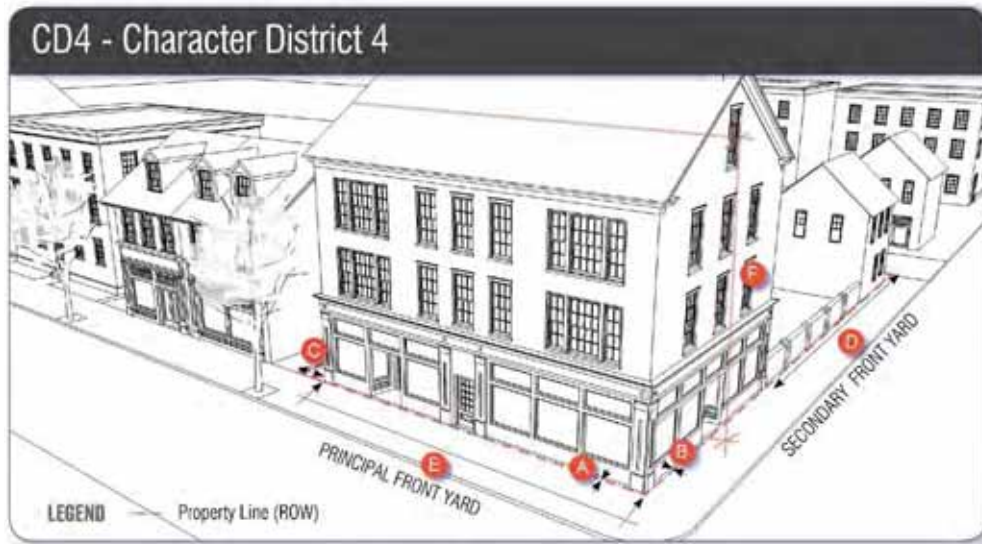 CD4 - Character District 4
F
C
D
SECONDARY FRONT YARD
B
E
A
PRINCIPAL FRONT YARD
LEGEND Property Line (ROW)